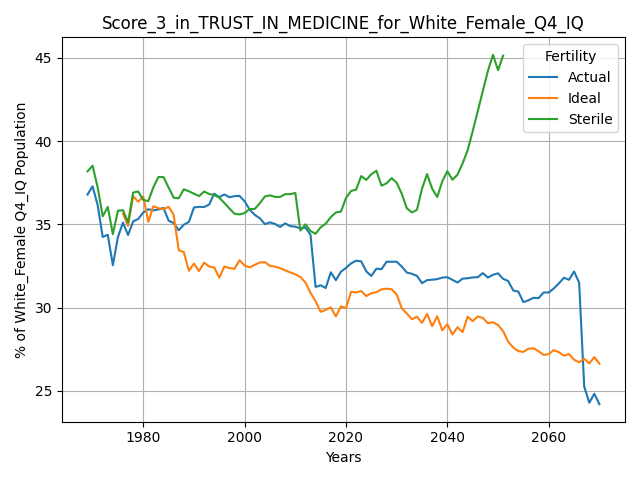 Score_3_in_TRUST_IN_MEDICINE_for_White_Female_Q4_IQ
% of White_Female Q4_IQ Population
45
40
35
30
25
Fertility
Actual
Ideal
Sterile
1980
2000
2020
2040
2060
Years